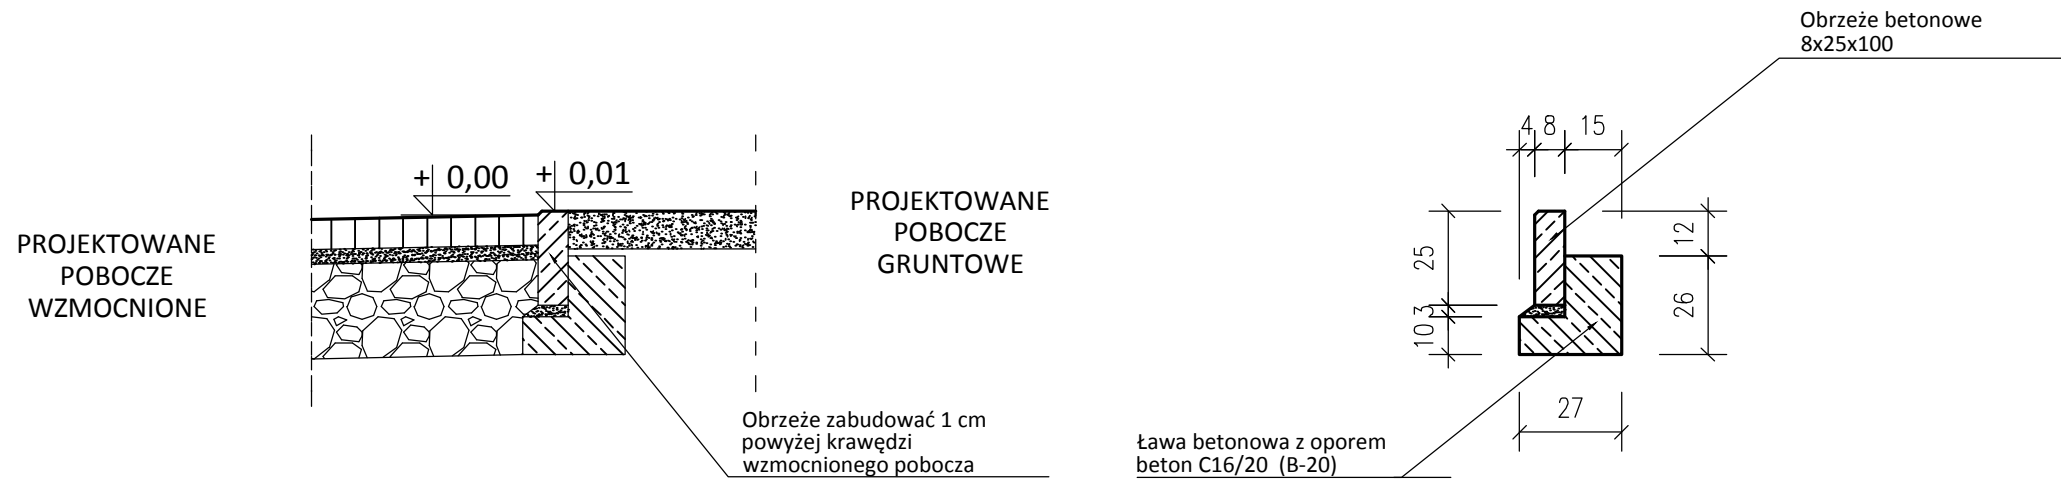 PROJEKTOWANE
POBOCZE
WZMOCNIONE
+ 0,00
+ 0,01
PROJEKTOWANE
POBOCZE
GRUNTOWE
Obrzeże zabudować 1 cm
powyżej krawędzi
wzmocnionego pobocza
Obrzeże betonowe
8x25x100
4 8 15
25
3
10
12
26
27
Ława betonowa z oporem
beton C16/20 (B-20)